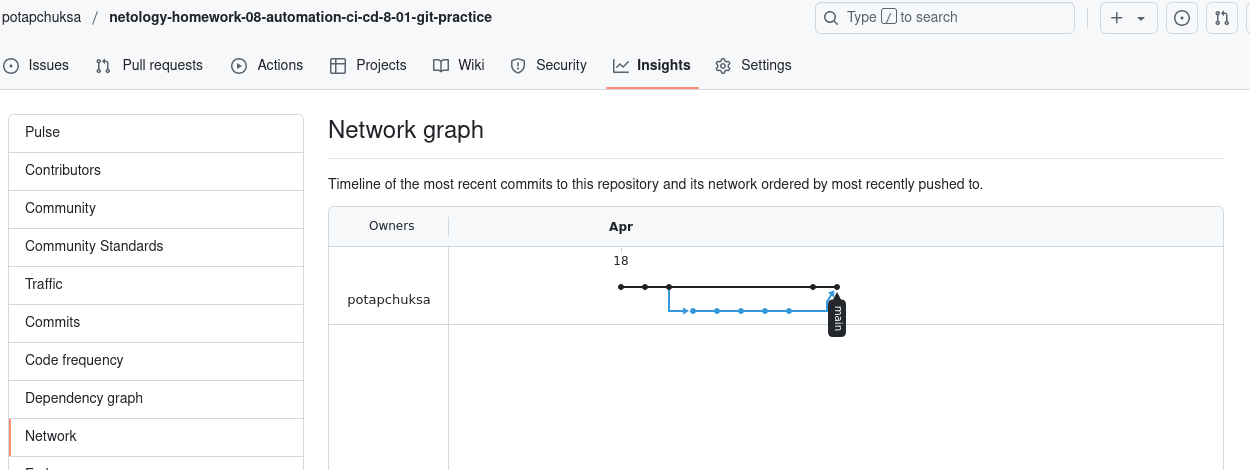 potapchuksa / netology-homework-08-automation-ci-cd-8-01-git-practice
Type / to search
Issues Pull requests Actions Projects Wiki Security Insights Settings
Pulse
Contributors
Community
Community Standards
Traffic
Commits
Code frequency
Dependency graph
Network
Network graph
Timeline of the most recent commits to this repository and its network ordered by most recently pushed to.
Owners
Apr
18
potapchuksa
main